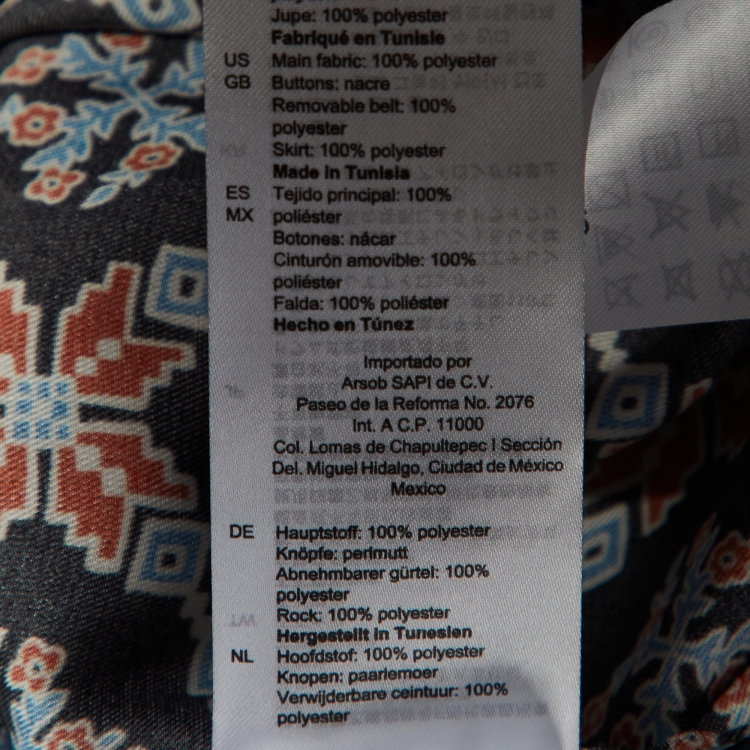 Jupe: 100% polyester
Fabriqué en Tunisie
US Main fabric: 100% polyester
GB Buttons: nacre
Removable belt: 100%
polyester
Skirt: 100% polyester
Made in Tunisia
ES Tejido principal: 100%
MX poliéster
Botones: nácar
Cinturón amovible: 100%
poliéster
Falda: 100% poliéster
Hecho en Túnez
Importado por
Arsob SAPI de C.V.
Paseo de la Reforma No. 2076
Int. A C.P. 11000
Col. Lomas de Chapultepec I Sección
Del. Miguel Hidalgo, Ciudad de México
Mexico
DE Hauptstoff: 100% polyester
Knöpfe: perlmutt
Abnehmbarer gürtel: 100%
polyester
Rock: 100% polyester
Hergestellt in Tunesien
NL Hoofdstof: 100% polyester
Knopen: paarlemoer
Verwijderbare ceintuur: 100%
polyester